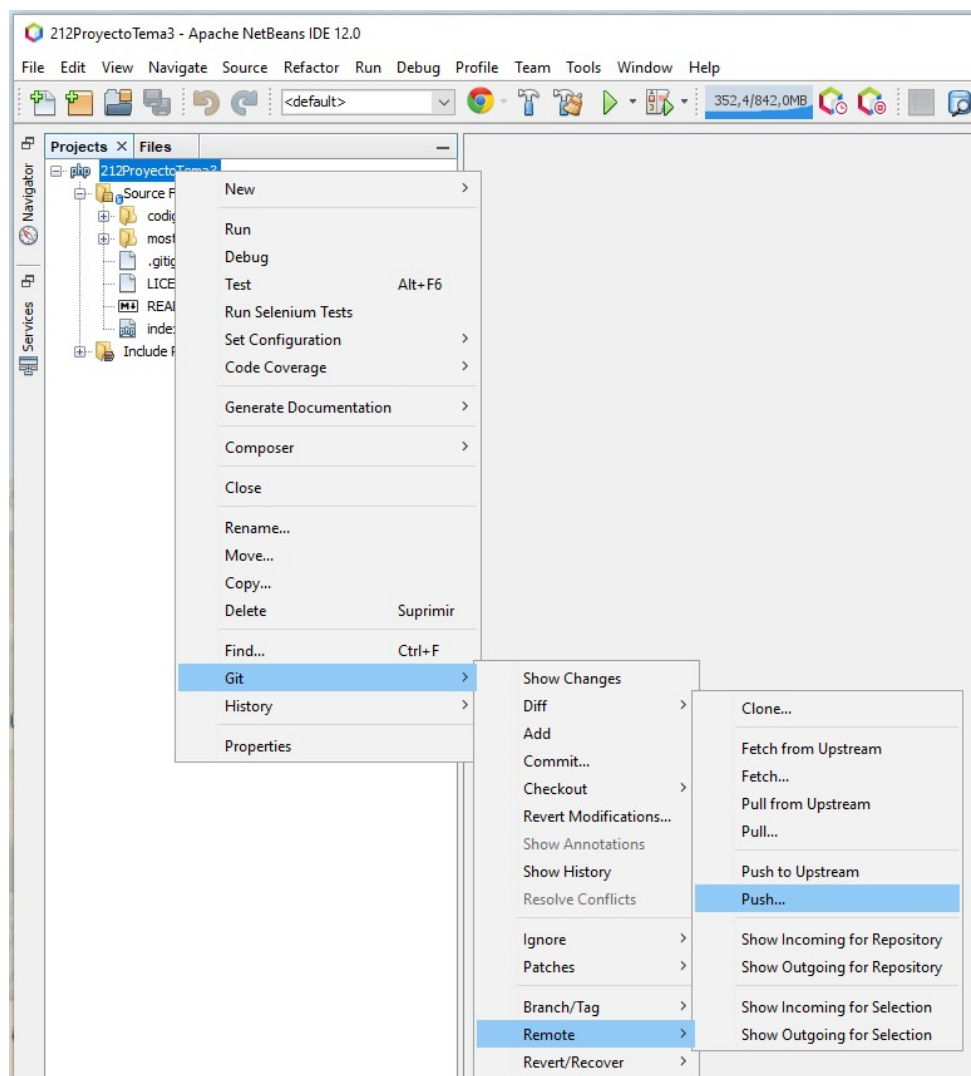 212ProyectoTema3 - Apache NetBeans IDE 12.0
File Edit View Navigate Source Refactor Run Debug Profile Team Tools Window Help
<default>
352,4/842,0MB
Projects Files
Navigator
Services
php 212ProyectoTema3
Source F
codig
most
.gitig
LICE
M↓ REA
php inde
Include P
New
Run
Debug
Test Alt+F6
Run Selenium Tests
Set Configuration
Code Coverage
Generate Documentation
Composer
Close
Rename...
Move...
Copy...
Delete Suprimir
Find... Ctrl+F
Git
History
Properties
Show Changes
Diff
Add
Commit...
Checkout
Revert Modifications...
Show Annotations
Show History
Resolve Conflicts
Ignore
Patches
Branch/Tag
Remote
Revert/Recover
Clone...
Fetch from Upstream
Fetch...
Pull from Upstream
Pull...
Push to Upstream
Push...
Show Incoming for Repository
Show Outgoing for Repository
Show Incoming for Selection
Show Outgoing for Selection